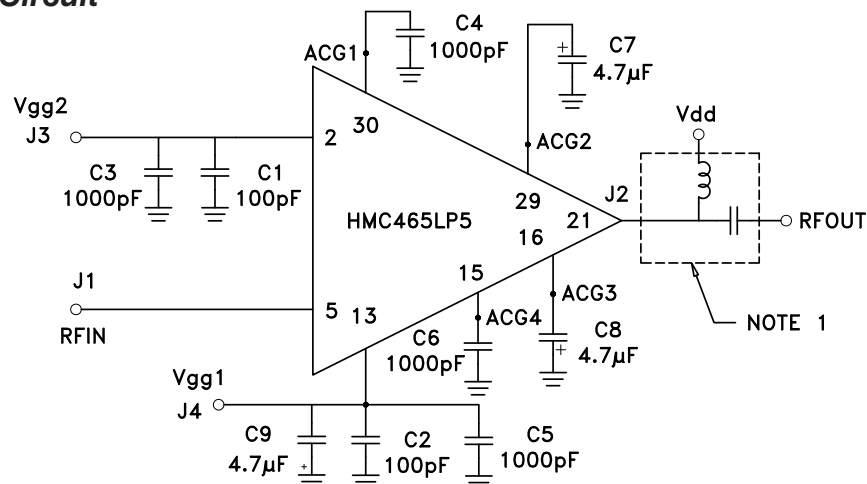 Circuit
C4
1000pF
ACG1
C7
4.7µF
Vgg2
J3
2
30
Vdd
ACG2
C3
1000pF
C1
100pF
29
J2
HMC465LP5
16
21
RFOUT
J1
RFIN
5
13
15
ACG3
ACG4
C6
1000pF
C8
4.7µF
NOTE 1
Vgg1
J4
C9
4.7µF
C2
100pF
C5
1000pF